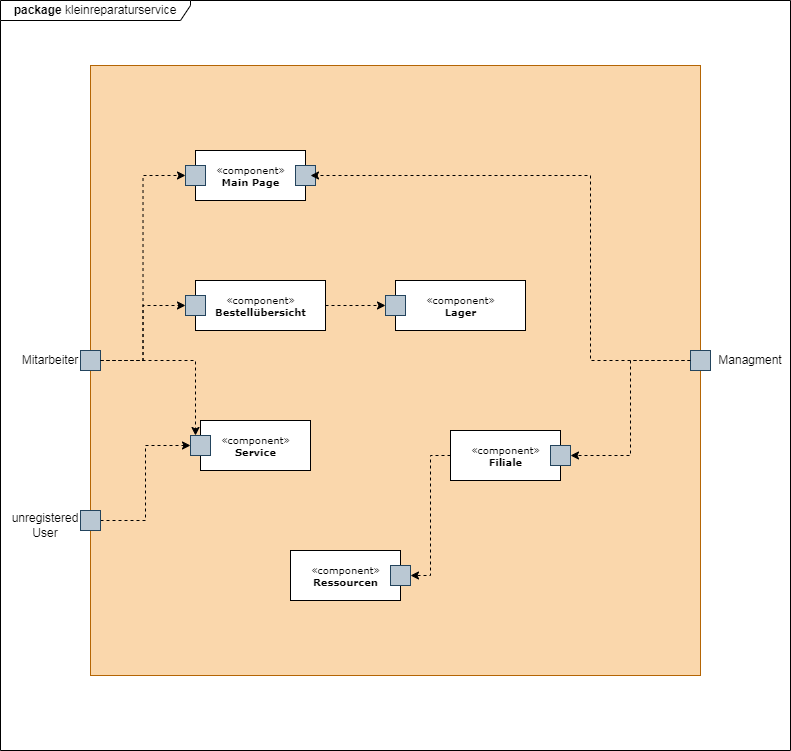 package kleinreparaturservice
«component»
Main Page
«component»
Bestellübersicht
«component»
Lager
Mitarbeiter
Managment
«component»
Service
«component»
Filiale
unregistered
User
«component»
Ressourcen